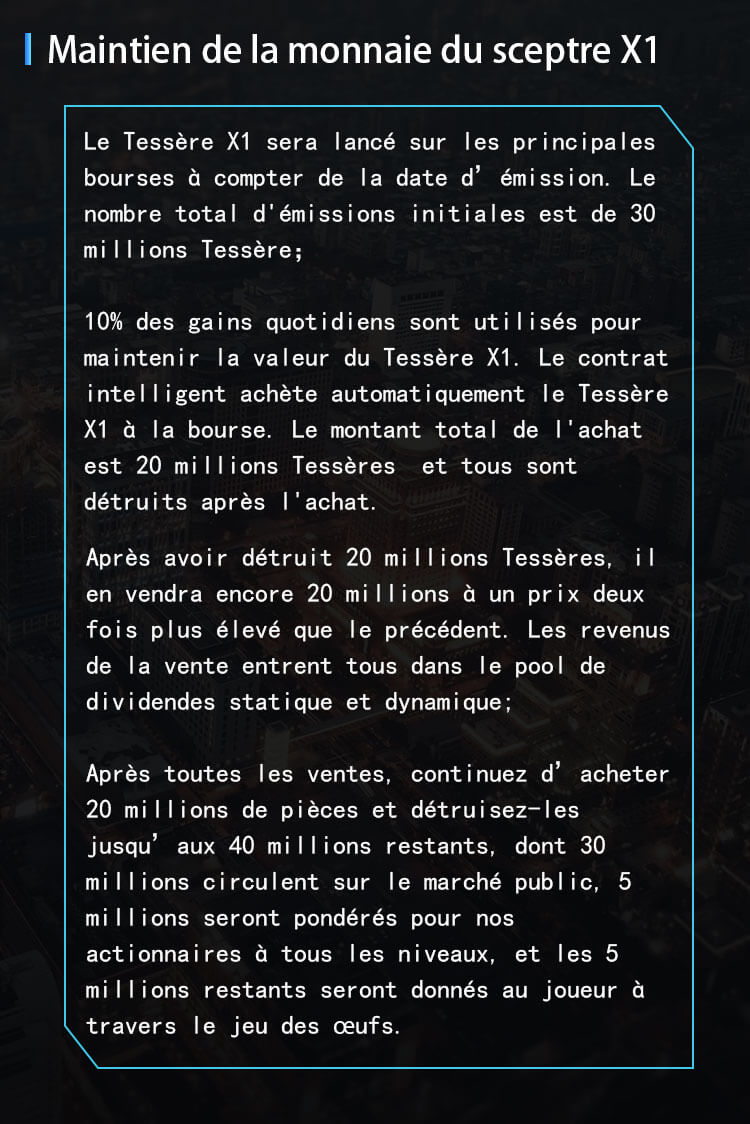 Maintien de la monnaie du sceptre X1
Le Tessère X1 sera lancé sur les principales
bourses à compter de la date d’émission. Le
nombre total d'émissions initiales est de 30
millions Tessère;
10% des gains quotidiens sont utilisés pour
maintenir la valeur du Tessère X1. Le contrat
intelligent achète automatiquement le Tessère
X1 à la bourse. Le montant total de l'achat
est 20 millions Tessères et tous sont
détruits après l'achat.
Après avoir détruit 20 millions Tessères, il
en vendra encore 20 millions à un prix deux
fois plus élevé que le précédent. Les revenus
de la vente entrent tous dans le pool de
dividendes statique et dynamique;
Après toutes les ventes, continuez d’acheter
20 millions de pièces et détruisez-les
jusqu’aux 40 millions restants, dont 30
millions circulent sur le marché public, 5
millions seront pondérés pour nos
actionnaires à tous les niveaux, et les 5
millions restants seront donnés au joueur à
travers le jeu des œufs.